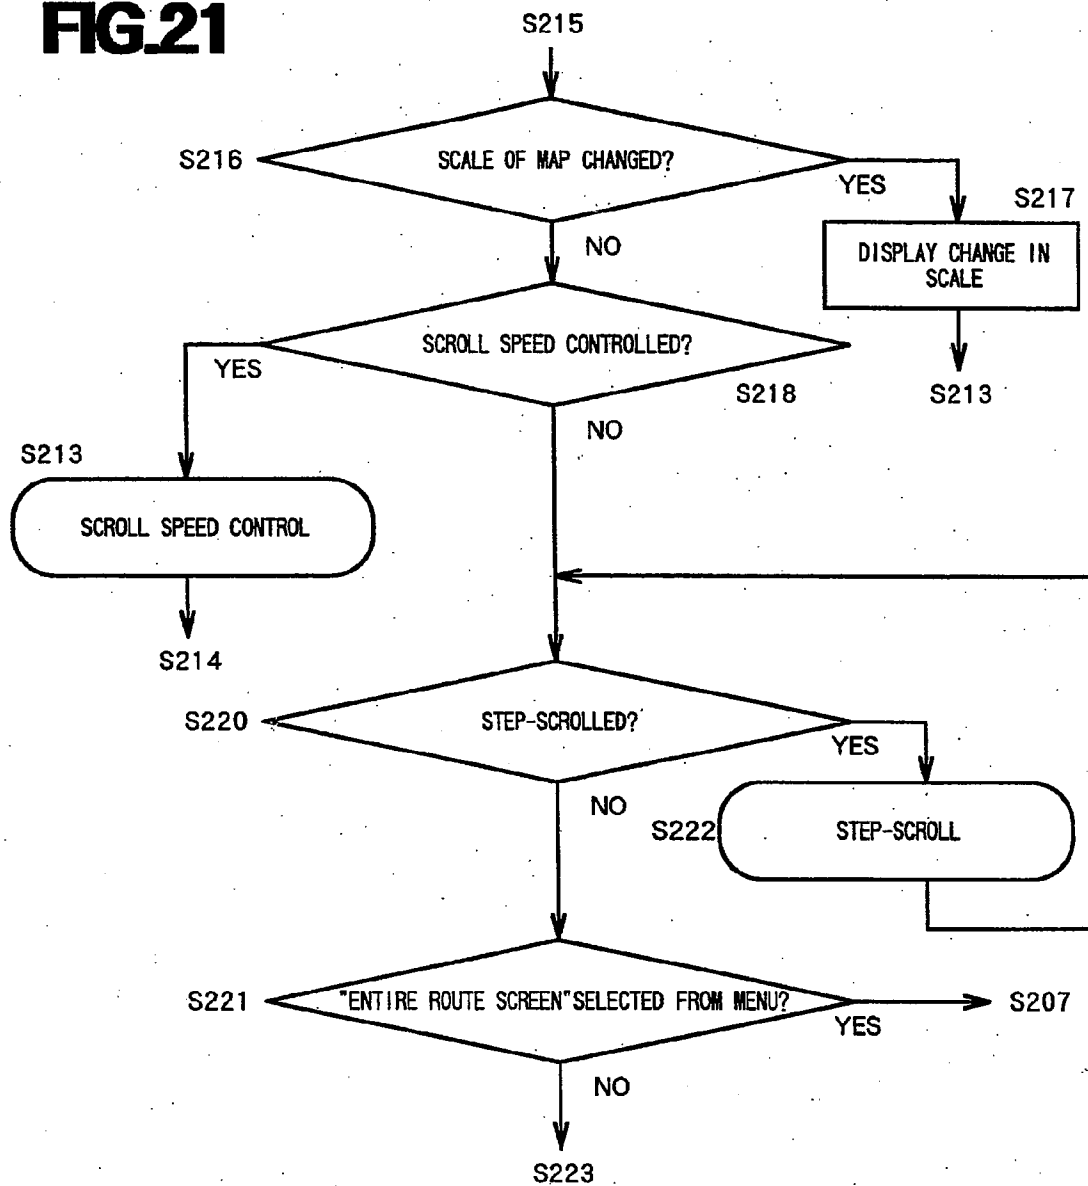 FIG.21
S215
S216
SCALE OF MAP CHANGED?
YES
S217
NO
DISPLAY CHANGE IN
SCALE
SCROLL SPEED CONTROLLED?
YES
S218
S213
NO
S213
SCROLL SPEED CONTROL
S214
S220
STEP-SCROLLED?
YES
NO
S222
STEP-SCROLL
S221
"ENTIRE ROUTE SCREEN"SELECTED FROM MENU?
S207
YES
NO
S223